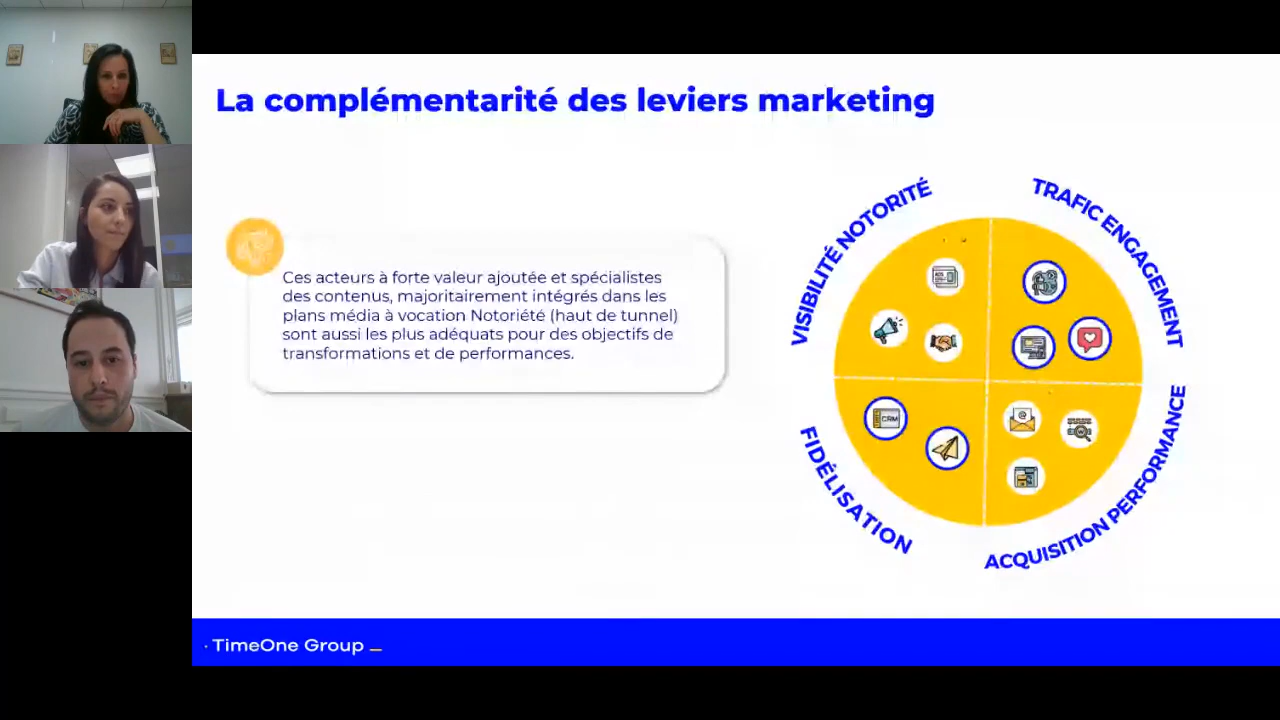 La complémentarité des leviers marketing
Ces acteurs à forte valeur ajoutée et spécialistes
des contenus, majoritairement intégrés dans les
plans média à vocation Notoriété (haut de tunnel)
sont aussi les plus adéquats pour des objectifs de
transformations et de performances.
VISIBILITÉ NOTORITÉ
TRAFIC ENGAGEMENT
CRM
FIDÉLISATION
ACQUISITION PERFORMANCE
TimeOne Group